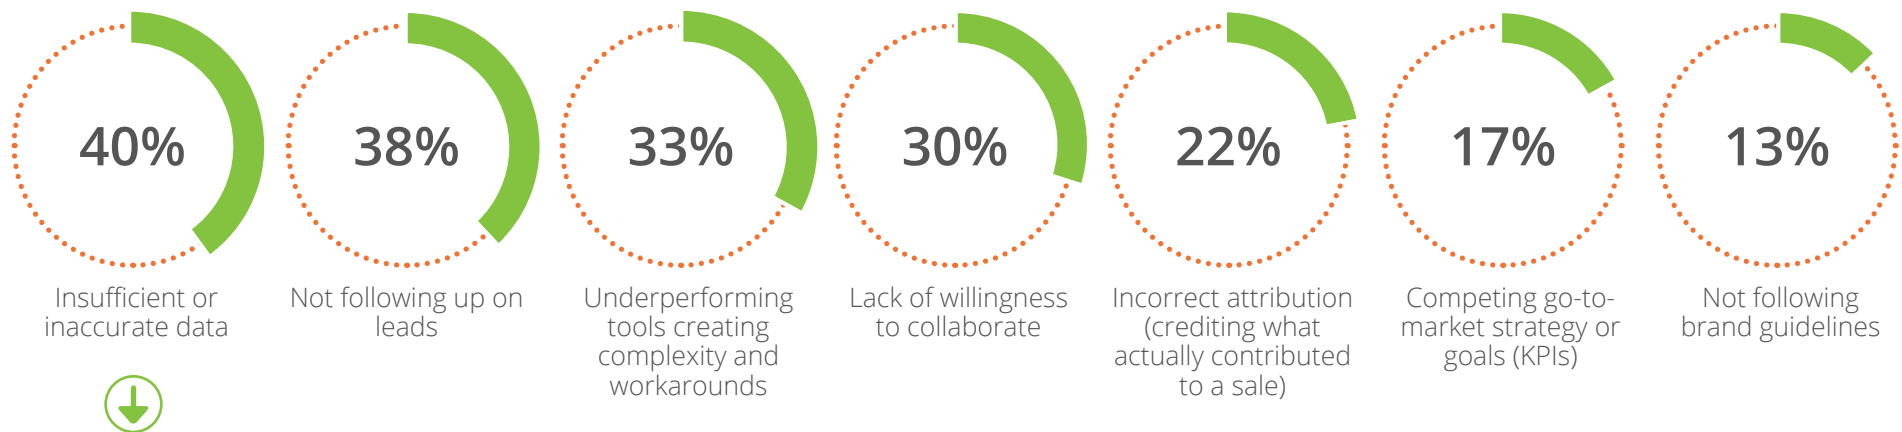 40%
38%
33%
30%
22%
17%
13%
Insufficient or
inaccurate data
Not following up on
leads
Underperforming
tools creating
complexity and
workarounds
Lack of willingness
to collaborate
Incorrect attribution
(crediting what
actually contributed
to a sale)
Competing go-to-
market strategy or
goals (KPIs)
Not following
brand guidelines